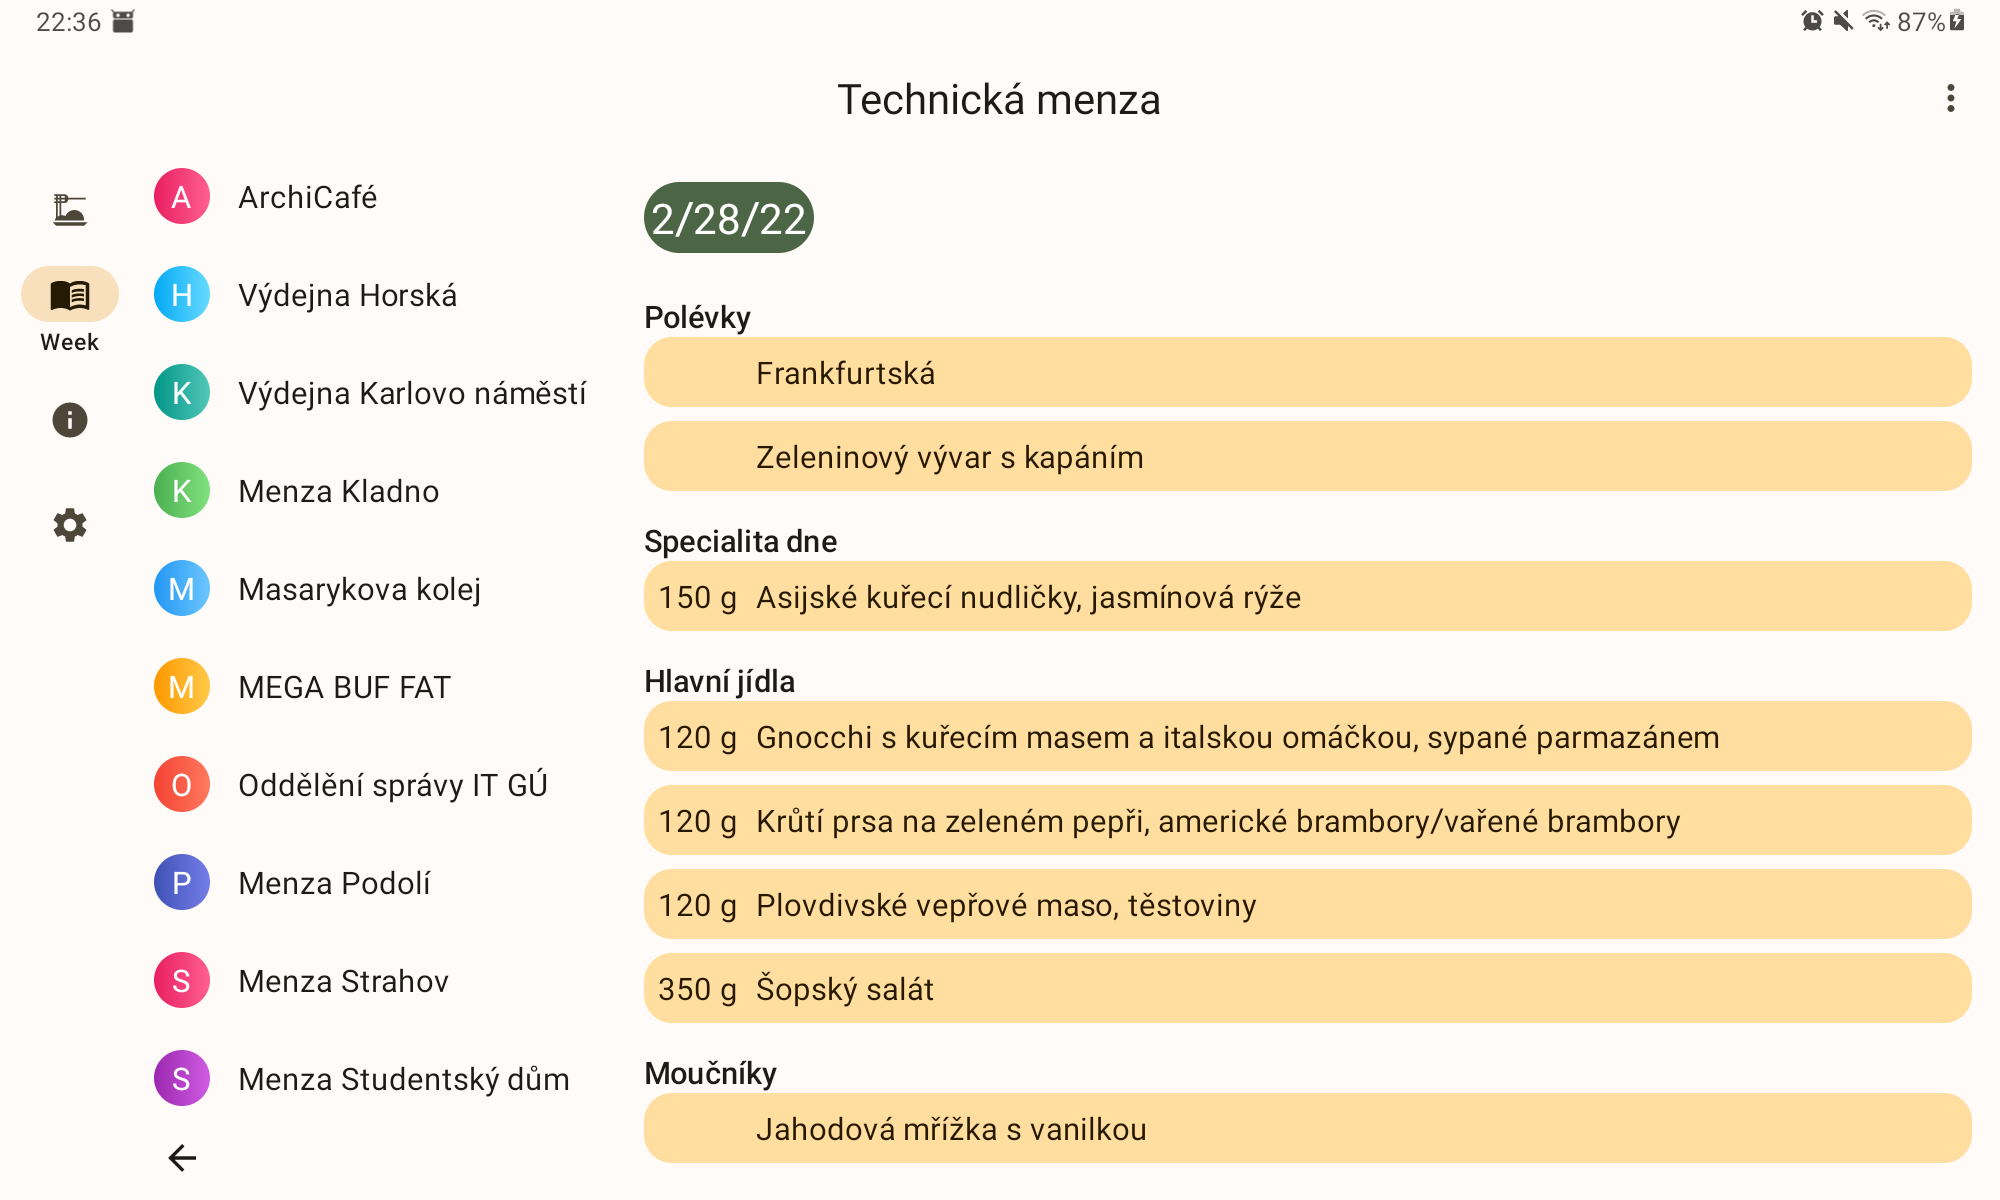 22:36
87%
Technická menza
Week
A ArchiCafé
H Výdejna Horská
K Výdejna Karlovo náměstí
K Menza Kladno
M Masarykova kolej
M MEGA BUF FAT
O Oddělění správy IT GÚ
P Menza Podolí
S Menza Strahov
S Menza Studentský dům
2/28/22
Polévky
Frankfurtská
Zeleninový vývar s kapáním
Specialita dne
150 g Asijské kuřecí nudličky, jasmínová rýže
Hlavní jídla
120 g Gnocchi s kuřecím masem a italskou omáčkou, sypané parmazánem
120 g Krůtí prsa na zeleném pepři, americké brambory/vařené brambory
120 g Plovdivské vepřové maso, těstoviny
350 g Šopský salát
Moučníky
Jahodová mřížka s vanilkou